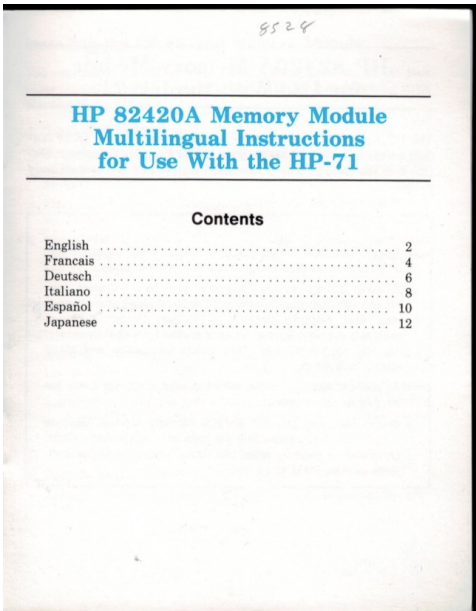 8528
HP 82420A Memory Module
Multilingual Instructions
for Use With the HP-71
Contents
English ........................................ 2
Francais ........................................ 4
Deutsch ........................................ 6
Italiano ........................................ 8
Español ........................................ 10
Japanese ........................................ 12